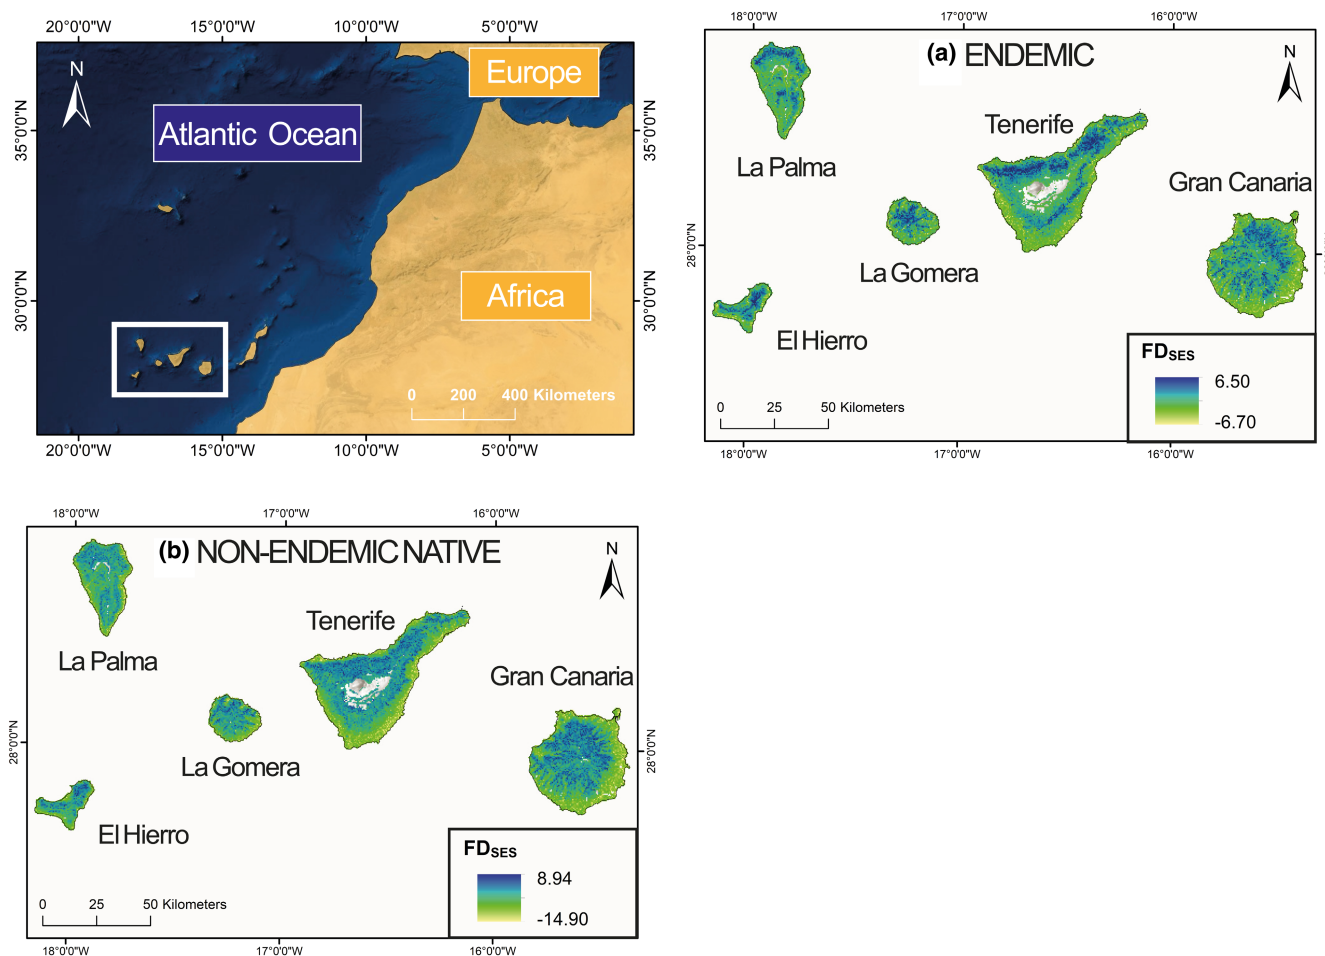 20°0'0"W 15°0'0"W 10°0'0"W 5°0'0"W
N
Europe
Atlantic Ocean
35°0'0"N
35°0'0"N
30°0'0"N
Africa
30°0'0"N
0 200 400 Kilometers
20°0'0"W 15°0'0"W 10°0'0"W 5°0'0"W
18°0'0"W 17°0'0"W 16°0'0"W
(a) ENDEMIC
N
Tenerife
La Palma
Gran Canaria
28°0'0"N
La Gomera
El Hierro
FDSES
6.50
-6.70
0 25 50 Kilometers
18°0'0"W 17°0'0"W 16°0'0"W
18°0'0"W 17°0'0"W 16°0'0"W
(b) NON-ENDEMIC NATIVE
N
Tenerife
La Palma
Gran Canaria
28°0'0"N
28°0'0"N
La Gomera
El Hierro
FDSES
8.94
-14.90
0 25 50 Kilometers
18°0'0"W 17°0'0"W 16°0'0"W